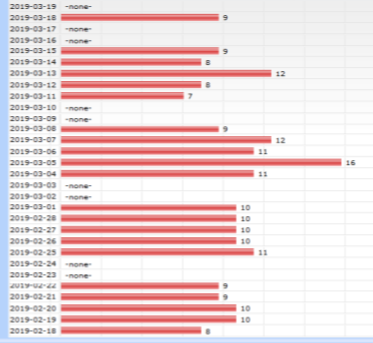 2019-03-19 -none-
2019-03-18 9
2019-03-17 -none-
2019-03-16 -none-
2019-03-15 9
2019-03-14 8
2019-03-13 12
2019-03-12 8
2019-03-11 7
2019-03-10 -none-
2019-03-09 -none-
2019-03-08 9
2019-03-07 12
2019-03-06 11
2019-03-05 16
2019-03-04 11
2019-03-03 -none-
2019-03-02 -none-
2019-03-01 10
2019-02-28 10
2019-02-27 10
2019-02-26 10
2019-02-25 11
2019-02-24 -none-
2019-02-23 -none-
2019-02-22 9
2019-02-21 9
2019-02-20 10
2019-02-19 10
2019-02-18 8